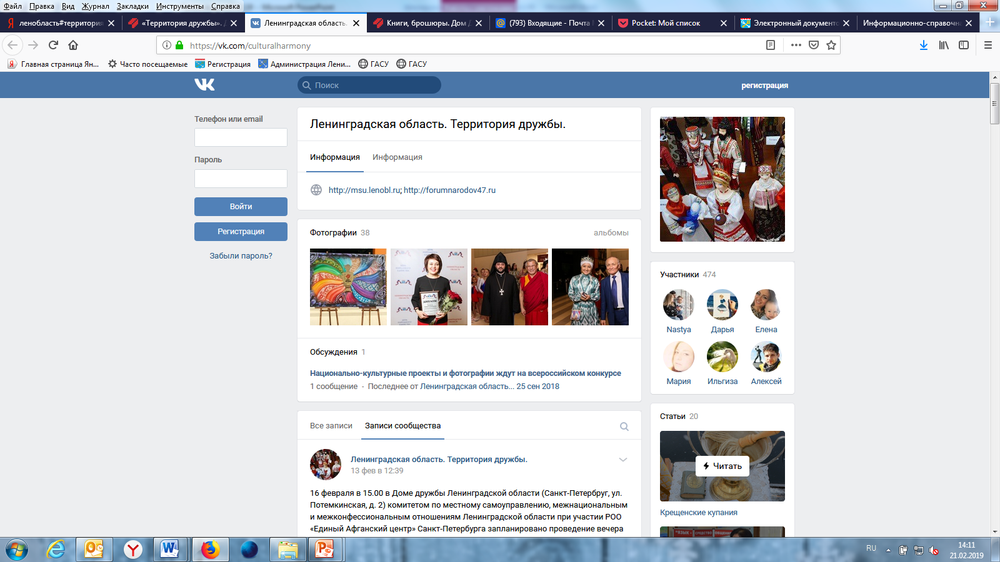 Файл Правка Вид Журнал Закладки Инструменты Справка
ленобласть#территория
«Территория дружбы».
Ленинградская область.
Книги, брошюры. Дом Д
(793) Входящие - Почта
Pocket: Мой список
Электронный документо
Информационно-справочн
https://vk.com/culturalharmony
Главная страница Ян...
Часто посещаемые
Регистрация
Администрация Лени...
ГАСУ
ГАСУ
Поиск
регистрация
Телефон или email
Пароль
Войти
Регистрация
Забыли пароль?
Ленинградская область. Территория дружбы.
Информация Информация
http://msu.lenobl.ru; http://forumnarodov47.ru
Фотографии 38 альбомы
ДИПЛОМ
Обсуждения 1
Национально-культурные проекты и фотографии ждут на всероссийском конкурсе
1 сообщение - Последнее от Ленинградская область... 25 сен 2018
Все записи Записи сообщества
Ленинградская область. Территория дружбы.
13 фев в 12:39
16 февраля в 15.00 в Доме дружбы Ленинградской области (Санкт-Петербруг, ул.
Потемкинская, д. 2) комитетом по местному самоуправлению, межнациональным
и межконфессиональным отношениям Ленинградской области при участии РОО
«Единый Афганский центр» Санкт-Петербурга запланировано проведение вечера
Участники 474
Nastya Дарья Елена
Мария Ильгиза Алексей
Статьи 20
Читать
Крещенские купания
RU
14:11
21.02.2019